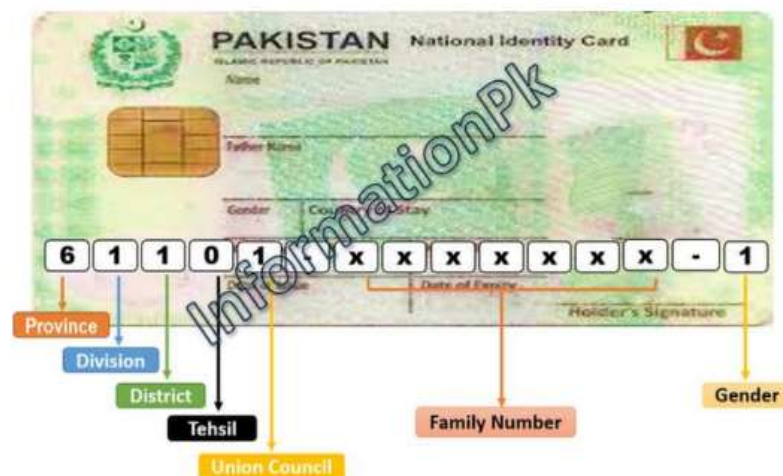 PAKISTAN National Identity Card
ISLAMIC REPUBLIC OF PAKISTAN
Name
Father Name
Gender Country of Stay
6 1 1 0 1 - x x x x x x x - 1
Date of Expiry
Holder's Signature
Province
Division
District
Tehsil
Union Council
Family Number
Gender
InformationPk